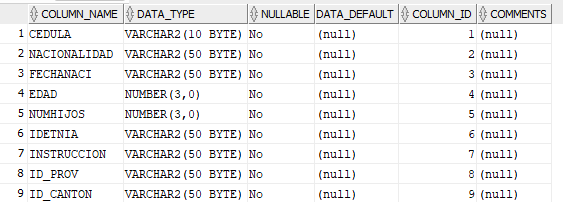 COLUMN_NAME DATA_TYPE NULLABLE DATA_DEFAULT COLUMN_ID COMMENTS
1 CEDULA VARCHAR2(10 BYTE) No (null) 1 (null)
2 NACIONALIDAD VARCHAR2(50 BYTE) No (null) 2 (null)
3 FECHANACI VARCHAR2(50 BYTE) No (null) 3 (null)
4 EDAD NUMBER(3,0) No (null) 4 (null)
5 NUMHIJOS NUMBER(3,0) No (null) 5 (null)
6 IDETNIA VARCHAR2(50 BYTE) No (null) 6 (null)
7 INSTRUCCION VARCHAR2(50 BYTE) No (null) 7 (null)
8 ID_PROV VARCHAR2(50 BYTE) No (null) 8 (null)
9 ID_CANTON VARCHAR2(50 BYTE) No (null) 9 (null)